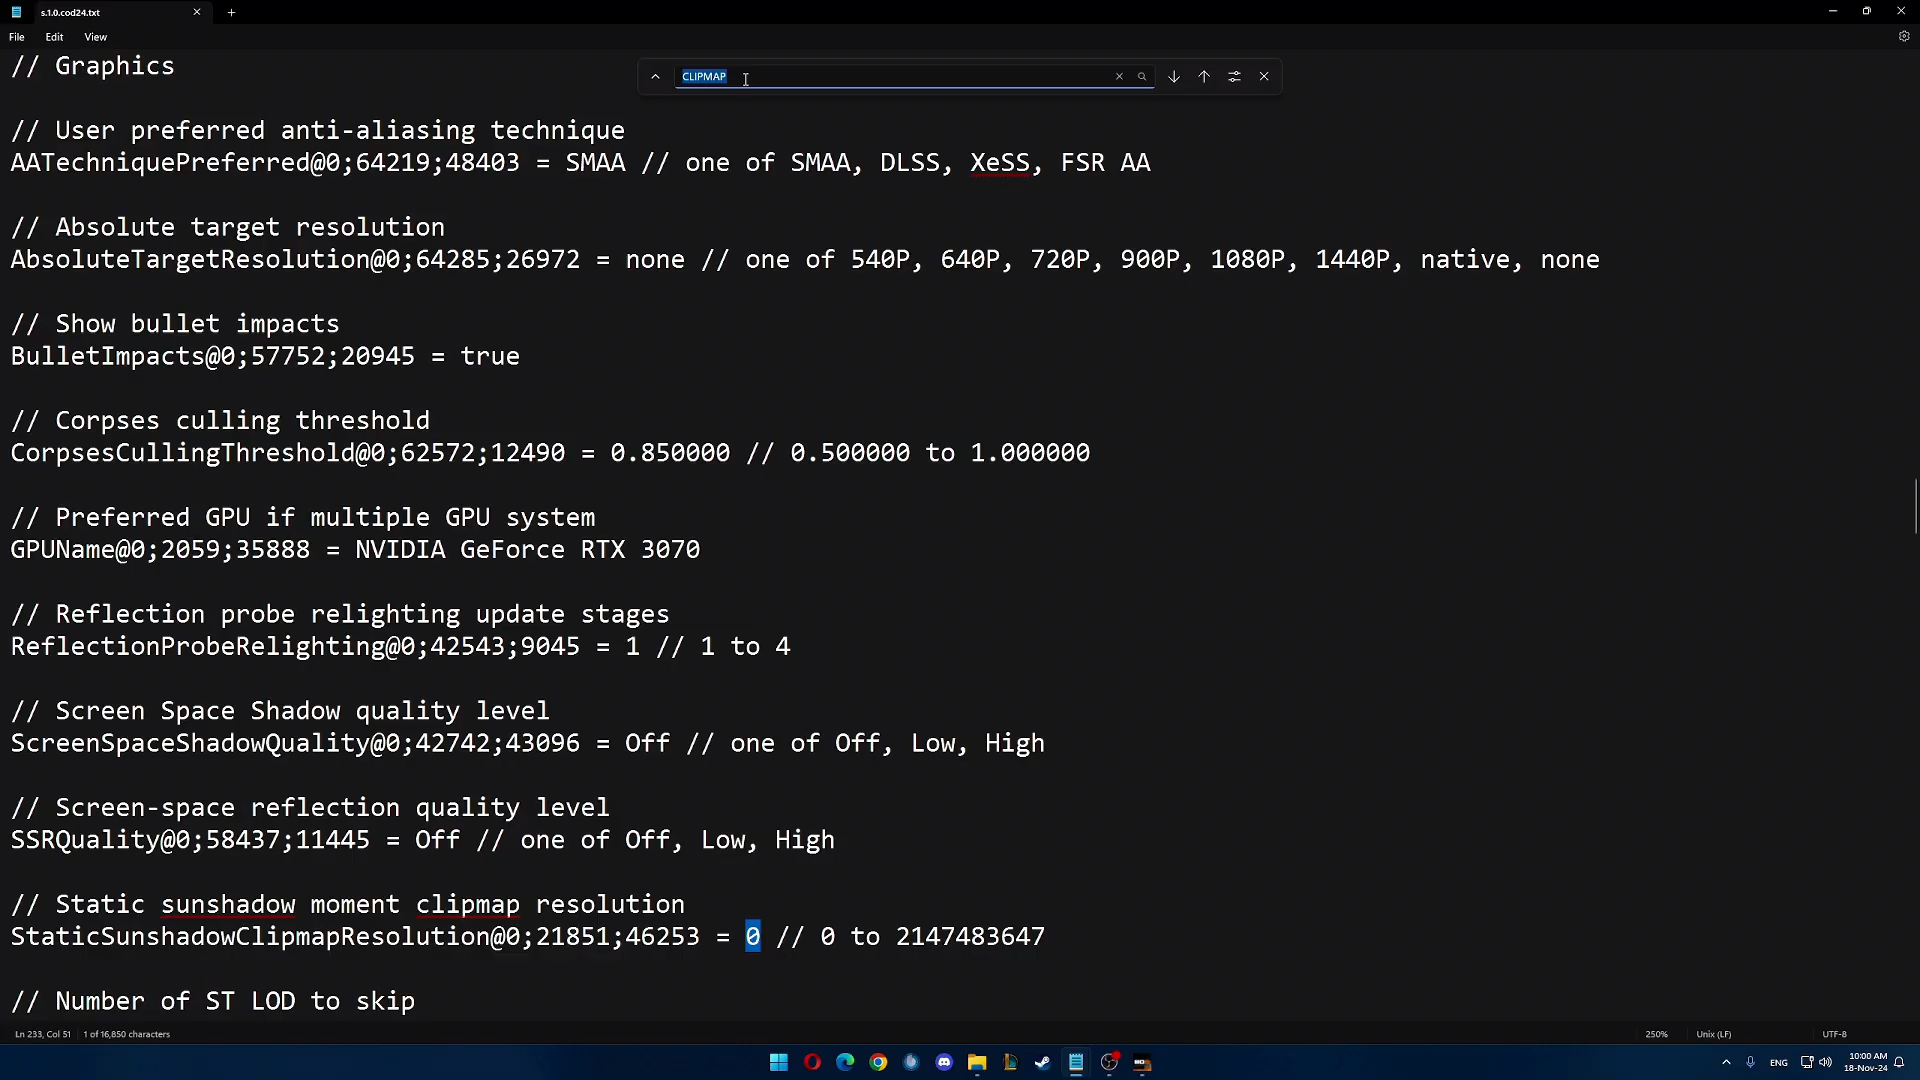 s.1.0.cod24.txt
File Edit View
CLIPMAP
// Graphics
// User preferred anti-aliasing technique
AATechniquePreferred@0;64219;48403 = SMAA // one of SMAA, DLSS, XeSS, FSR AA
// Absolute target resolution
AbsoluteTargetResolution@0;64285;26972 = none // one of 540P, 640P, 720P, 900P, 1080P, 1440P, native, none
// Show bullet impacts
BulletImpacts@0;57752;20945 = true
// Corpses culling threshold
CorpsesCullingThreshold@0;62572;12490 = 0.850000 // 0.500000 to 1.000000
// Preferred GPU if multiple GPU system
GPUName@0;2059;35888 = NVIDIA GeForce RTX 3070
// Reflection probe relighting update stages
ReflectionProbeRelighting@0;42543;9045 = 1 // 1 to 4
// Screen Space Shadow quality level
ScreenSpaceShadowQuality@0;42742;43096 = Off // one of Off, Low, High
// Screen-space reflection quality level
SSRQuality@0;58437;11445 = Off // one of Off, Low, High
// Static sunshadow moment clipmap resolution
StaticSunshadowClipmapResolution@0;21851;46253 = 0 // 0 to 2147483647
// Number of ST LOD to skip
Ln 233, Col 51 1 of 16,850 characters 250% Unix (LF) UTF-8
ENG 10:00 AM
18-Nov-24